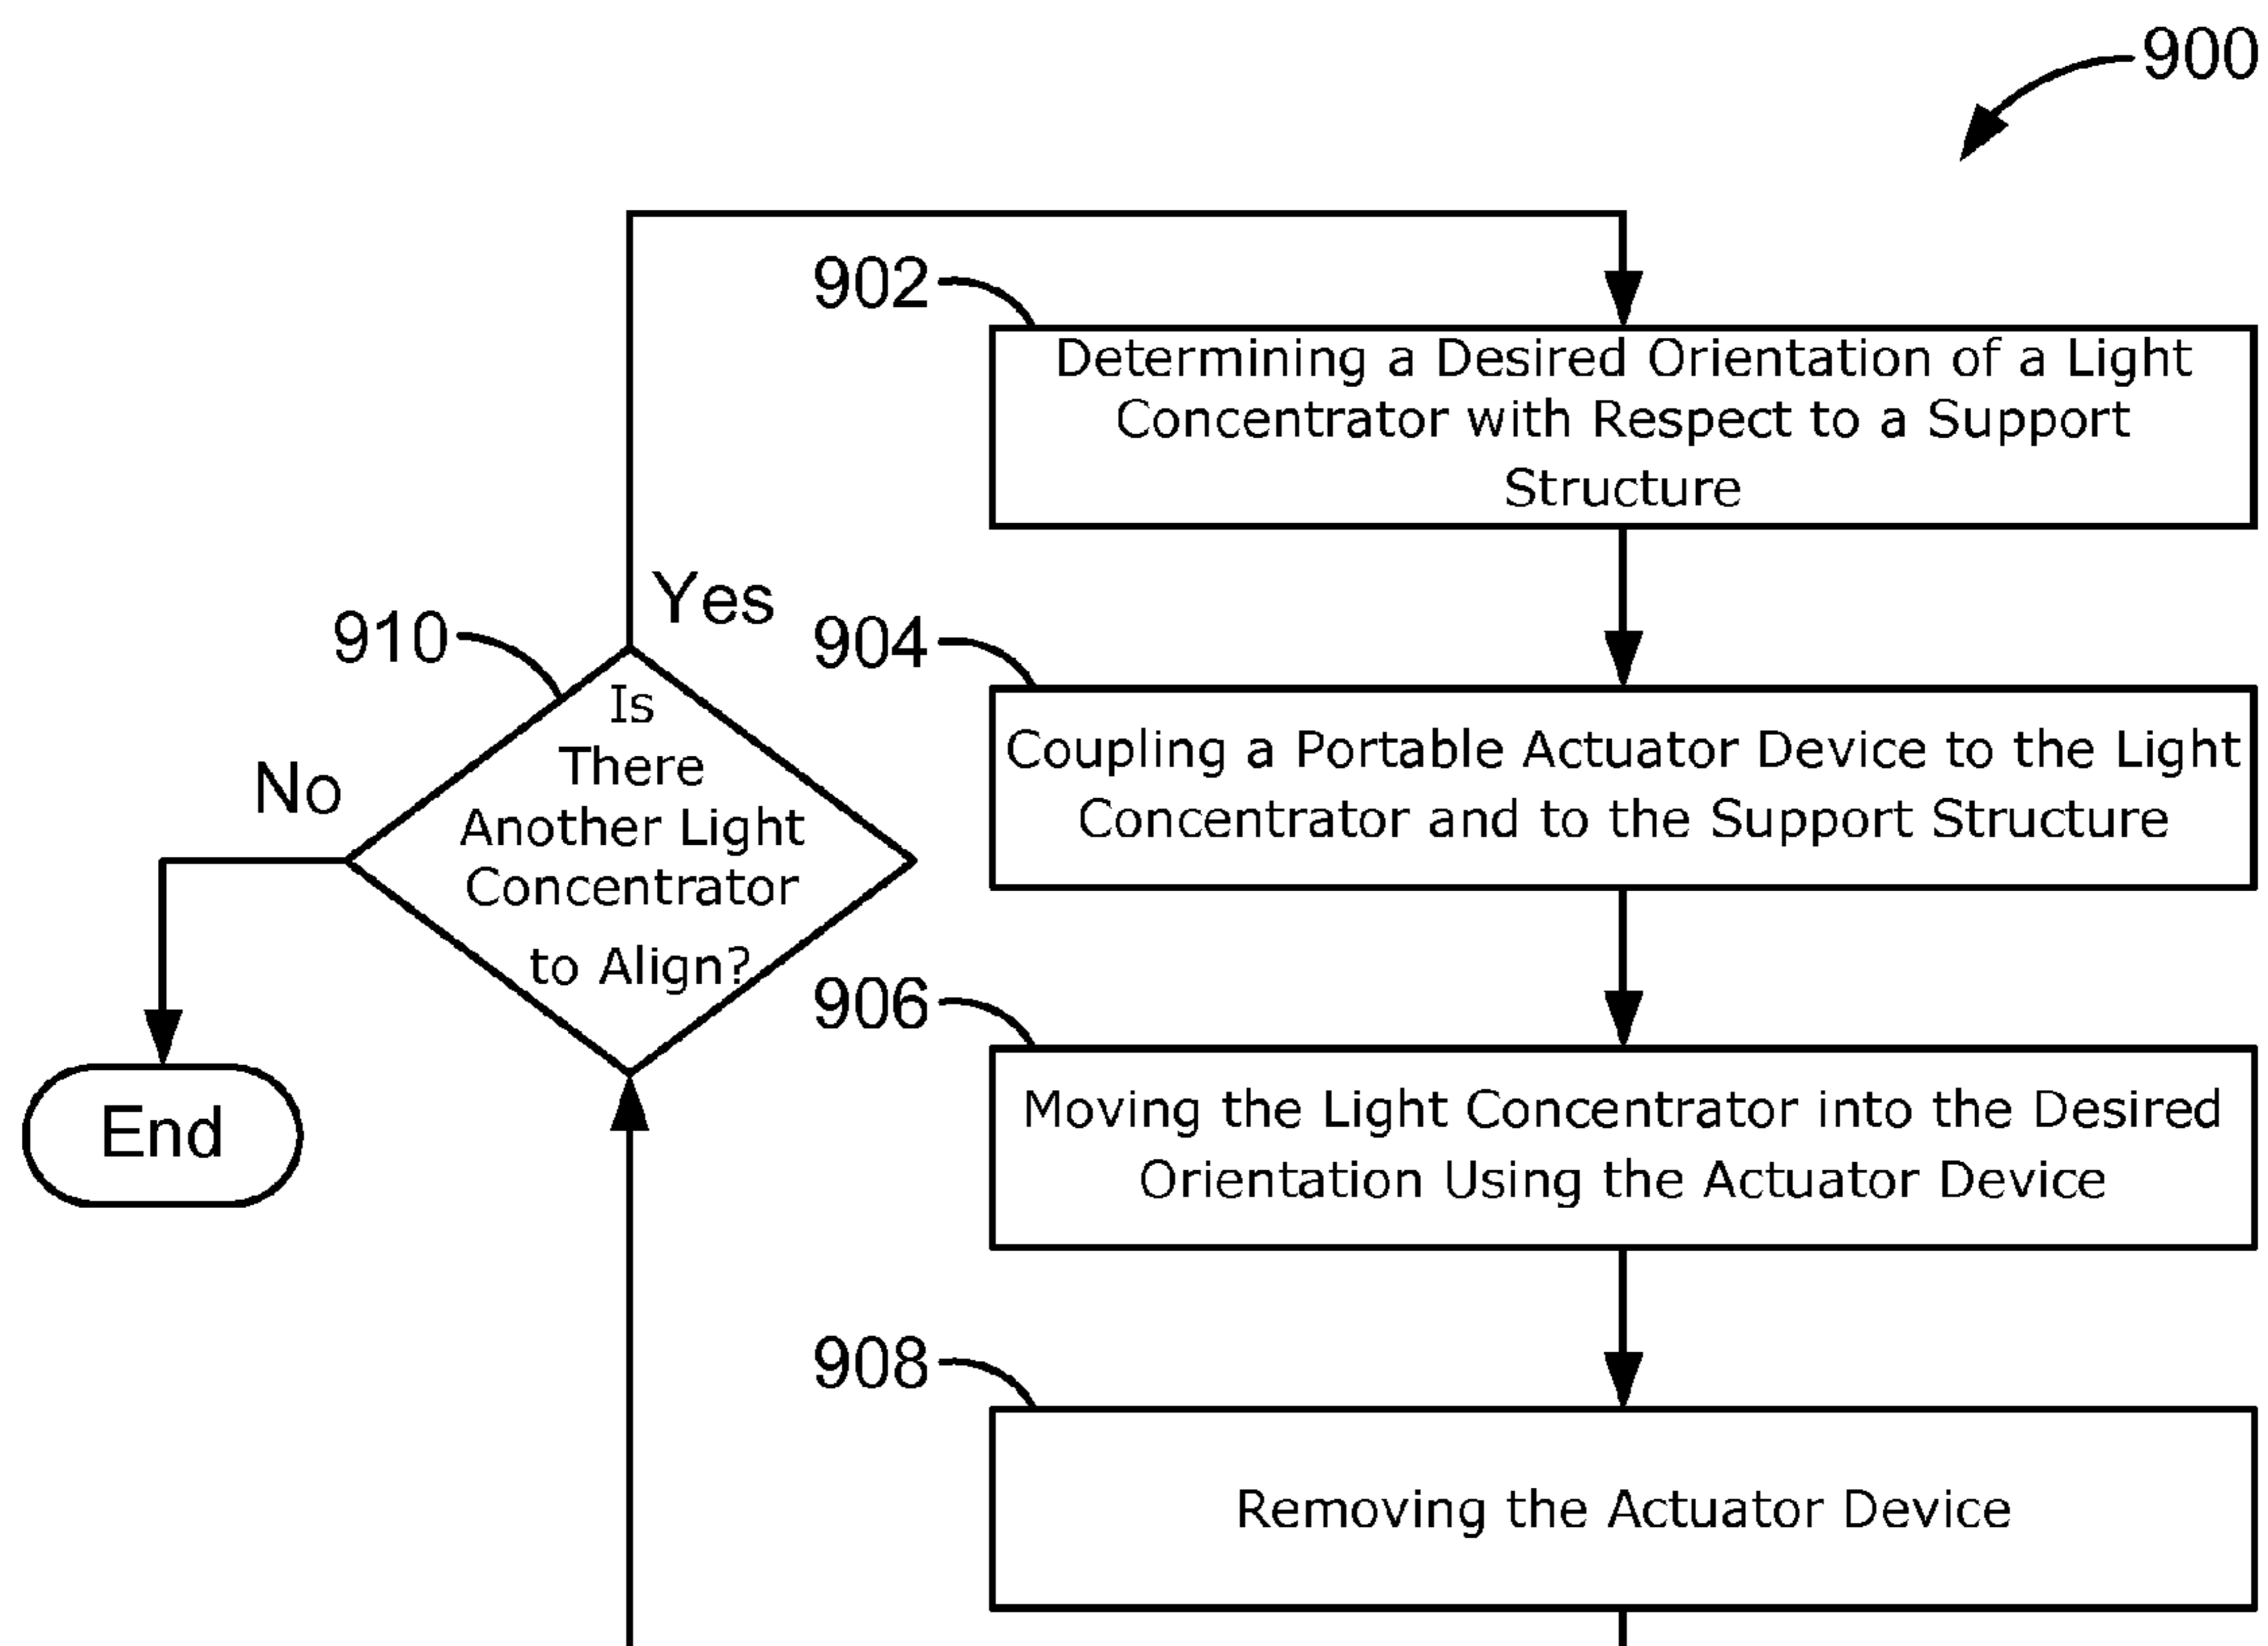 900
902
Determining a Desired Orientation of a Light
Concentrator with Respect to a Support
Structure
Yes
910
904
Is
There
Another Light
Concentrator
to Align?
No
Coupling a Portable Actuator Device to the Light
Concentrator and to the Support Structure
906
End
Moving the Light Concentrator into the Desired
Orientation Using the Actuator Device
908
Removing the Actuator Device